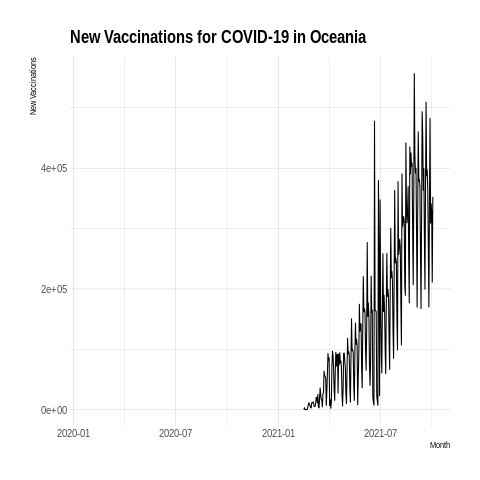 New Vaccinations for COVID-19 in Oceania
New Vaccinations
4e+05
2e+05
0e+00
2020-01 2020-07 2021-01 2021-07
Month